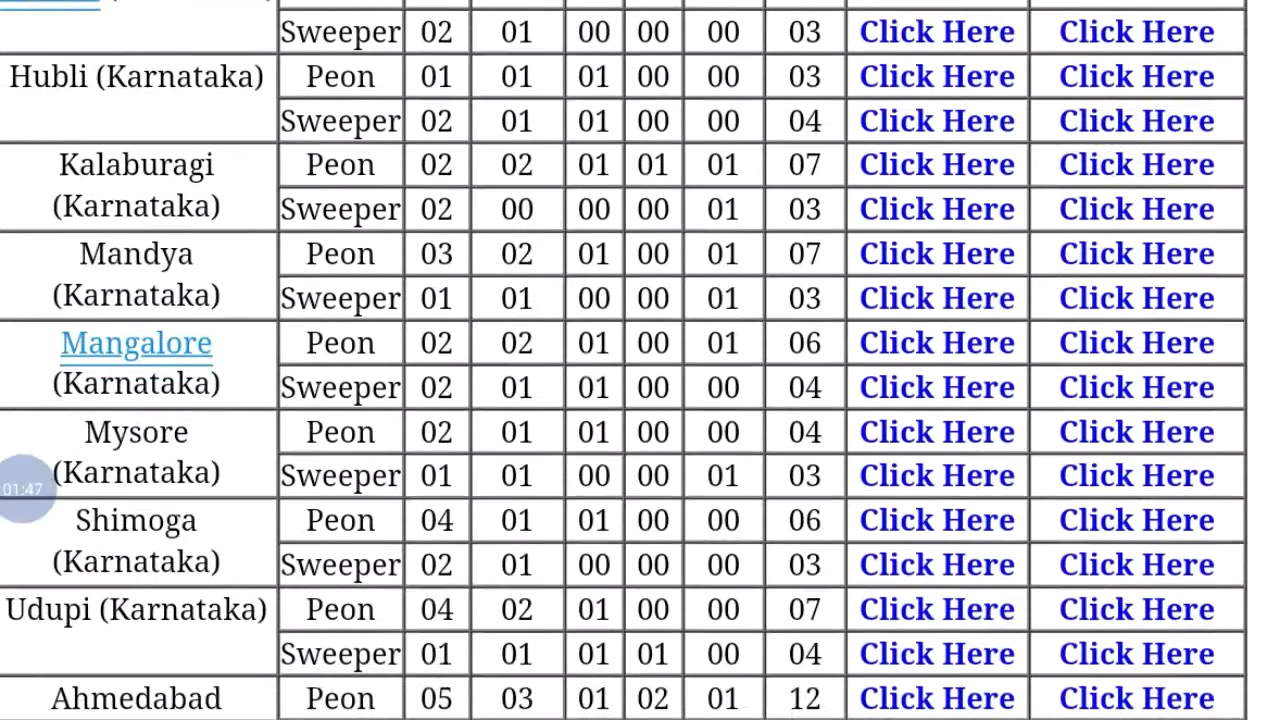 Sweeper 02 01 00 00 00 03 Click Here Click Here
Hubli (Karnataka) Peon 01 01 01 00 00 03 Click Here Click Here
Sweeper 02 01 01 00 00 04 Click Here Click Here
Kalaburagi Peon 02 02 01 01 01 07 Click Here Click Here
(Karnataka) Sweeper 02 00 00 00 01 03 Click Here Click Here
Mandya Peon 03 02 01 00 01 07 Click Here Click Here
(Karnataka) Sweeper 01 01 00 00 01 03 Click Here Click Here
Mangalore Peon 02 02 01 00 01 06 Click Here Click Here
(Karnataka) Sweeper 02 01 01 00 00 04 Click Here Click Here
Mysore Peon 02 01 01 00 00 04 Click Here Click Here
(Karnataka) Sweeper 01 01 00 00 01 03 Click Here Click Here
01:47
Shimoga Peon 04 01 01 00 00 06 Click Here Click Here
(Karnataka) Sweeper 02 01 00 00 00 03 Click Here Click Here
Udupi (Karnataka) Peon 04 02 01 00 00 07 Click Here Click Here
Sweeper 01 01 01 01 00 04 Click Here Click Here
Ahmedabad Peon 05 03 01 02 01 12 Click Here Click Here